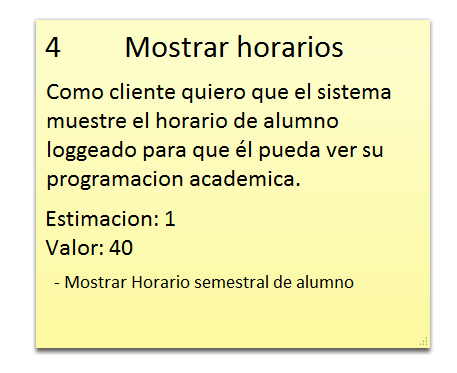 4 Mostrar horarios
Como cliente quiero que el sistema
muestre el horario de alumno
loggeado para que él pueda ver su
programacion academica.
Estimacion: 1
Valor: 40
- Mostrar Horario semestral de alumno